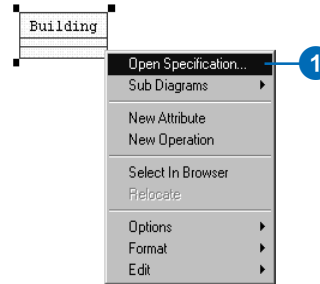 Building
Open Specification...
1
Sub Diagrams
New Attribute
New Operation
Select In Browser
Relocate
Options
Format
Edit